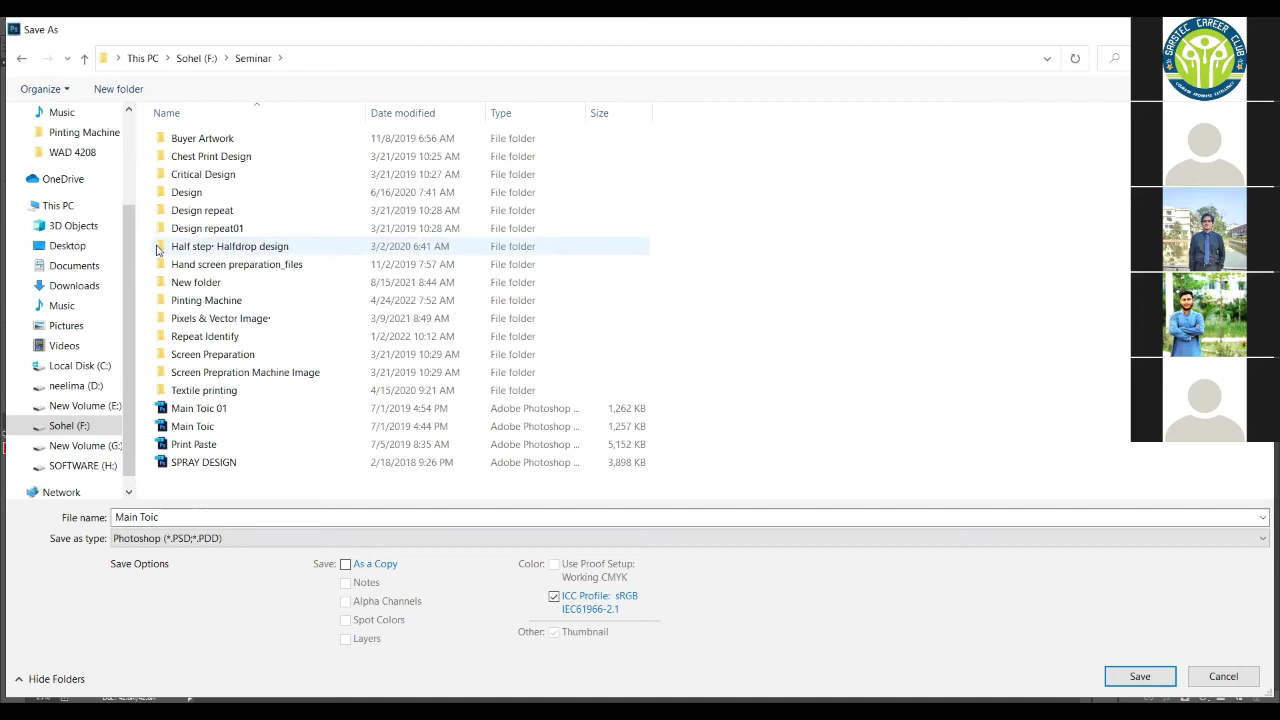 Save As
This PC > Sohel (F:) > Seminar >
Organize
New folder
Music
Pinting Machine
WAD 4208
OneDrive
This PC
3D Objects
Desktop
Documents
Downloads
Music
Pictures
Videos
Local Disk (C:)
neelima (D:)
New Volume (E:)
Sohel (F:)
New Volume (G:)
SOFTWARE (H:)
Network
Name Date modified Type Size
Buyer Artwork 11/8/2019 6:56 AM File folder
Chest Print Design 3/21/2019 10:25 AM File folder
Critical Design 3/21/2019 10:27 AM File folder
Design 6/16/2020 7:41 AM File folder
Design repeat 3/21/2019 10:28 AM File folder
Design repeat01 3/21/2019 10:28 AM File folder
Half step· Halfdrop design 3/2/2020 6:41 AM File folder
Hand screen preparation_files 11/2/2019 7:57 AM File folder
New folder 8/15/2021 8:44 AM File folder
Pinting Machine 4/24/2022 7:52 AM File folder
Pixels & Vector Image· 3/9/2021 8:49 AM File folder
Repeat Identify 1/2/2022 10:12 AM File folder
Screen Preparation 3/21/2019 10:29 AM File folder
Screen Prepration Machine Image 3/21/2019 10:29 AM File folder
Textile printing 4/15/2020 9:21 AM File folder
Main Toic 01 7/1/2019 4:54 PM Adobe Photoshop ... 1,262 KB
Main Toic 7/1/2019 4:44 PM Adobe Photoshop ... 1,257 KB
Print Paste 7/5/2019 8:35 AM Adobe Photoshop ... 5,152 KB
SPRAY DESIGN 2/18/2018 9:26 PM Adobe Photoshop ... 3,898 KB
File name: Main Toic
Save as type: Photoshop (*.PSD;*.PDD)
Save Options
Save: As a Copy
Notes
Alpha Channels
Spot Colors
Layers
Color: Use Proof Setup:
Working CMYK
ICC Profile: sRGB
IEC61966-2.1
Other: Thumbnail
Hide Folders
Save
Cancel
SARSTEC CAREER CLUB